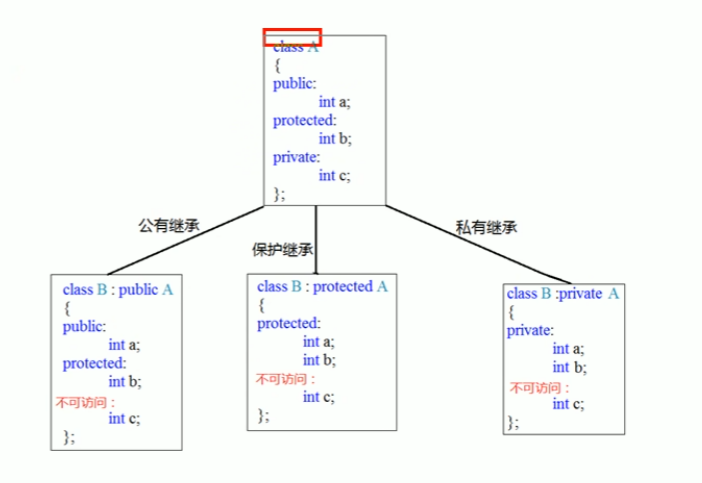 class A
{
public:
int a;
protected:
int b;
private:
int c;
};
公有继承
保护继承
私有继承
class B : public A
{
public:
int a;
protected:
int b;
不可访问：
int c;
};
class B : protected A
{
protected:
int a;
int b;
不可访问：
int c;
};
class B :private A
{
private:
int a;
int b;
不可访问：
int c;
};